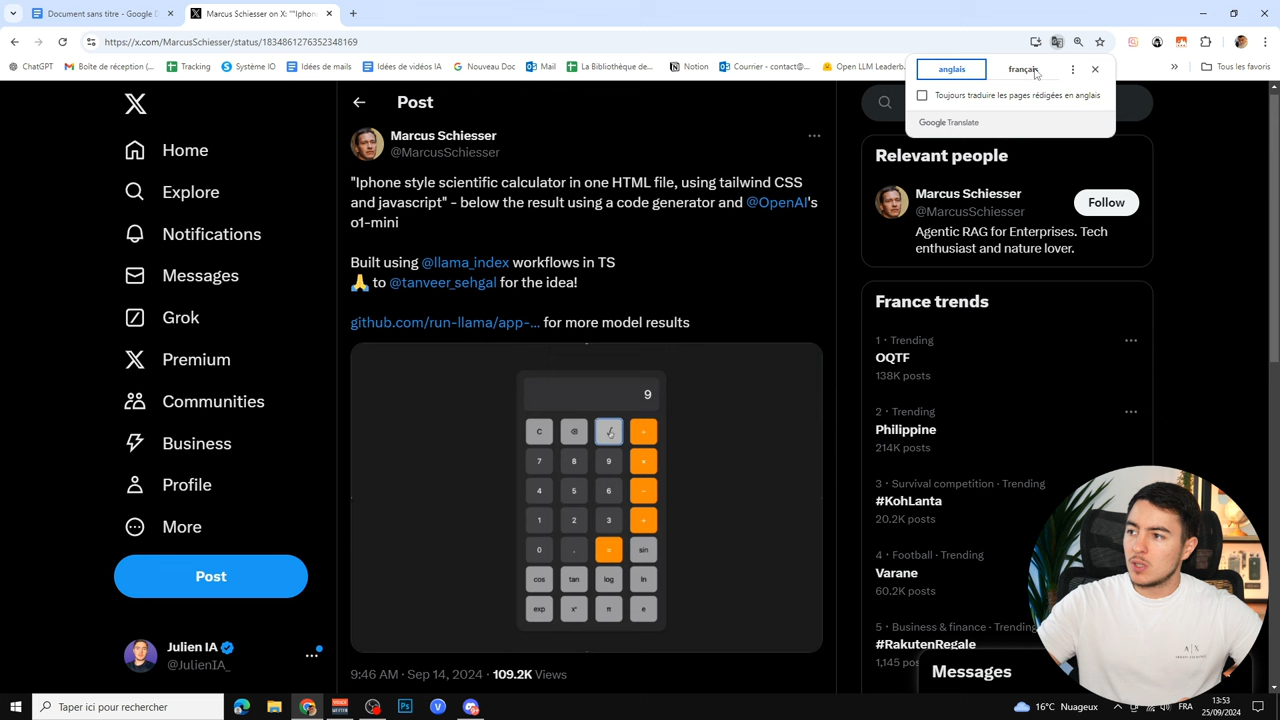 Document sans titre - Google D
Marcus Schiesser on X: ""Iphon
https://x.com/MarcusSchiesser/status/1834861276352348169
ChatGPT
Boîte de réception (...
Tracking
Système IO
Idées de vidéos
Idées de vidéos IA
Nouveau Doc
Mail
La Bibliothèque de...
Notion
Courrier - contact@...
Open LLM Leaderb...
»
Tous les favoris
anglais
français
Toujours traduire les pages rédigées en anglais
Google Translate
Home
Explore
Notifications
Messages
Grok
Premium
Communities
Business
Profile
More
Post
Julien IA
@JulienIA_
Post
Marcus Schiesser
@MarcusSchiesser
"Iphone style scientific calculator in one HTML file, using tailwind CSS
and javascript" - below the result using a code generator and @OpenAI's
o1-mini
Built using @llama_index workflows in TS
🙏 to @tanveer_sehgal for the idea!
github.com/run-llama/app-... for more model results
9
C ⌫ √ ÷
7 8 9 ×
4 5 6 -
1 2 3 +
0 . = sin
cos tan log ln
exp xʸ π e
9:46 AM · Sep 14, 2024 · 109.2K Views
Relevant people
Marcus Schiesser
@MarcusSchiesser
Follow
Agentic RAG for Enterprises. Tech
enthusiast and nature lover.
France trends
1 · Trending
OQTF
138K posts
2 · Trending
Philippine
214K posts
3 · Survival competition · Trending
#KohLanta
20.2K posts
4 · Football · Trending
Varane
60.2K posts
5 · Business & finance · Trending
#RakutenRegale
1,145
Messages
A|X
Taper ici pour rechercher
16°C Nuageux
FRA
13:53
25/09/2024